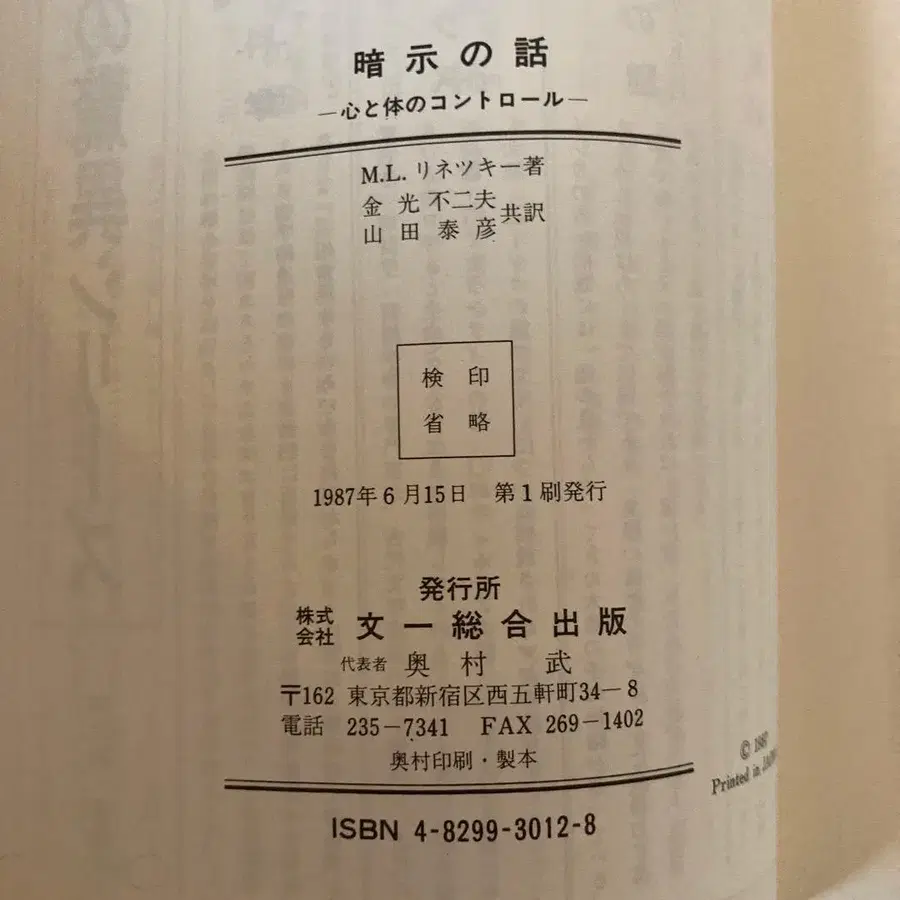 暗示の話
—心と体のコントロール—
M.L. リネツキー著
金光不二夫
山田泰彦 共訳
検印
省略
1987年6月15日 第1刷発行
発行所
株式会社 文一総合出版
代表者 奥村 武
〒162 東京都新宿区西五軒町34−8
電話 235−7341 FAX 269−1402
奥村印刷・製本
ISBN 4-8299-3012-8
© 1987
Printed in